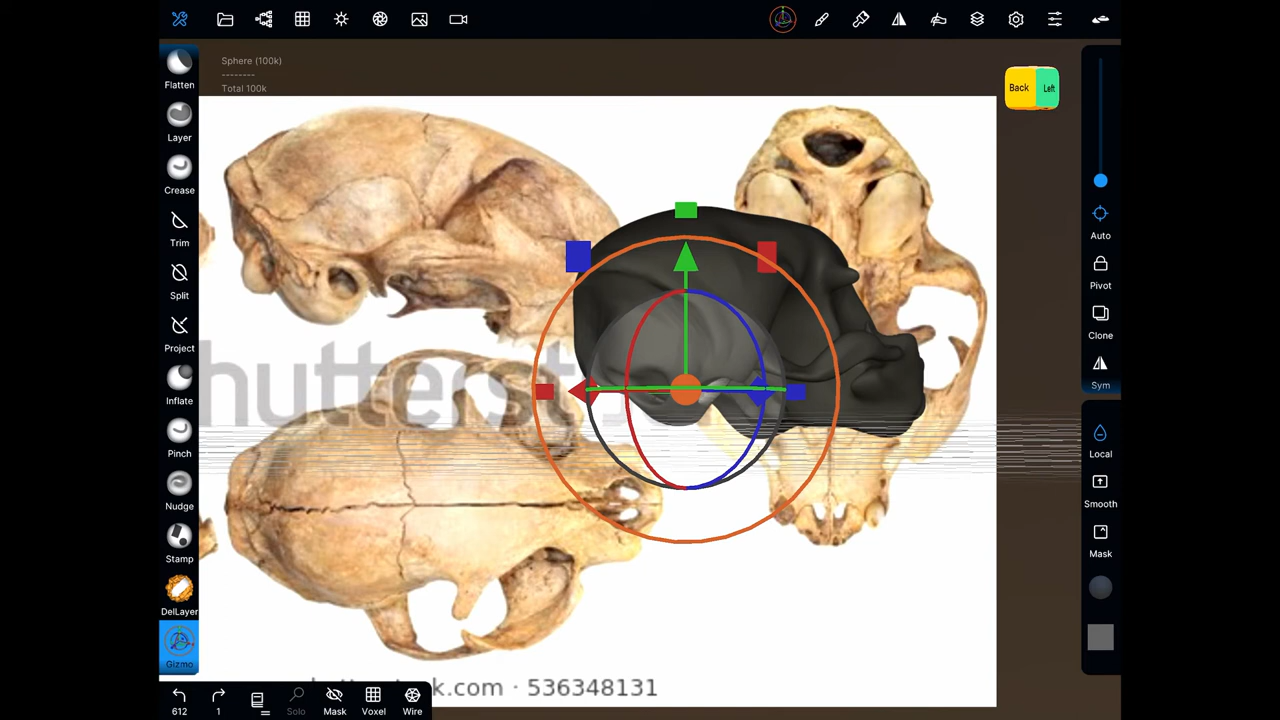 Sphere (100k)
--------
Total 100k
Back
Left
Flatten
Layer
Crease
Trim
Split
Project
Inflate
Pinch
Nudge
Stamp
DelLayer
Gizmo
Auto
Pivot
Clone
Sym
Local
Smooth
Mask
hutterst
k.com · 536348131
612
1
Solo
Mask
Voxel
Wire